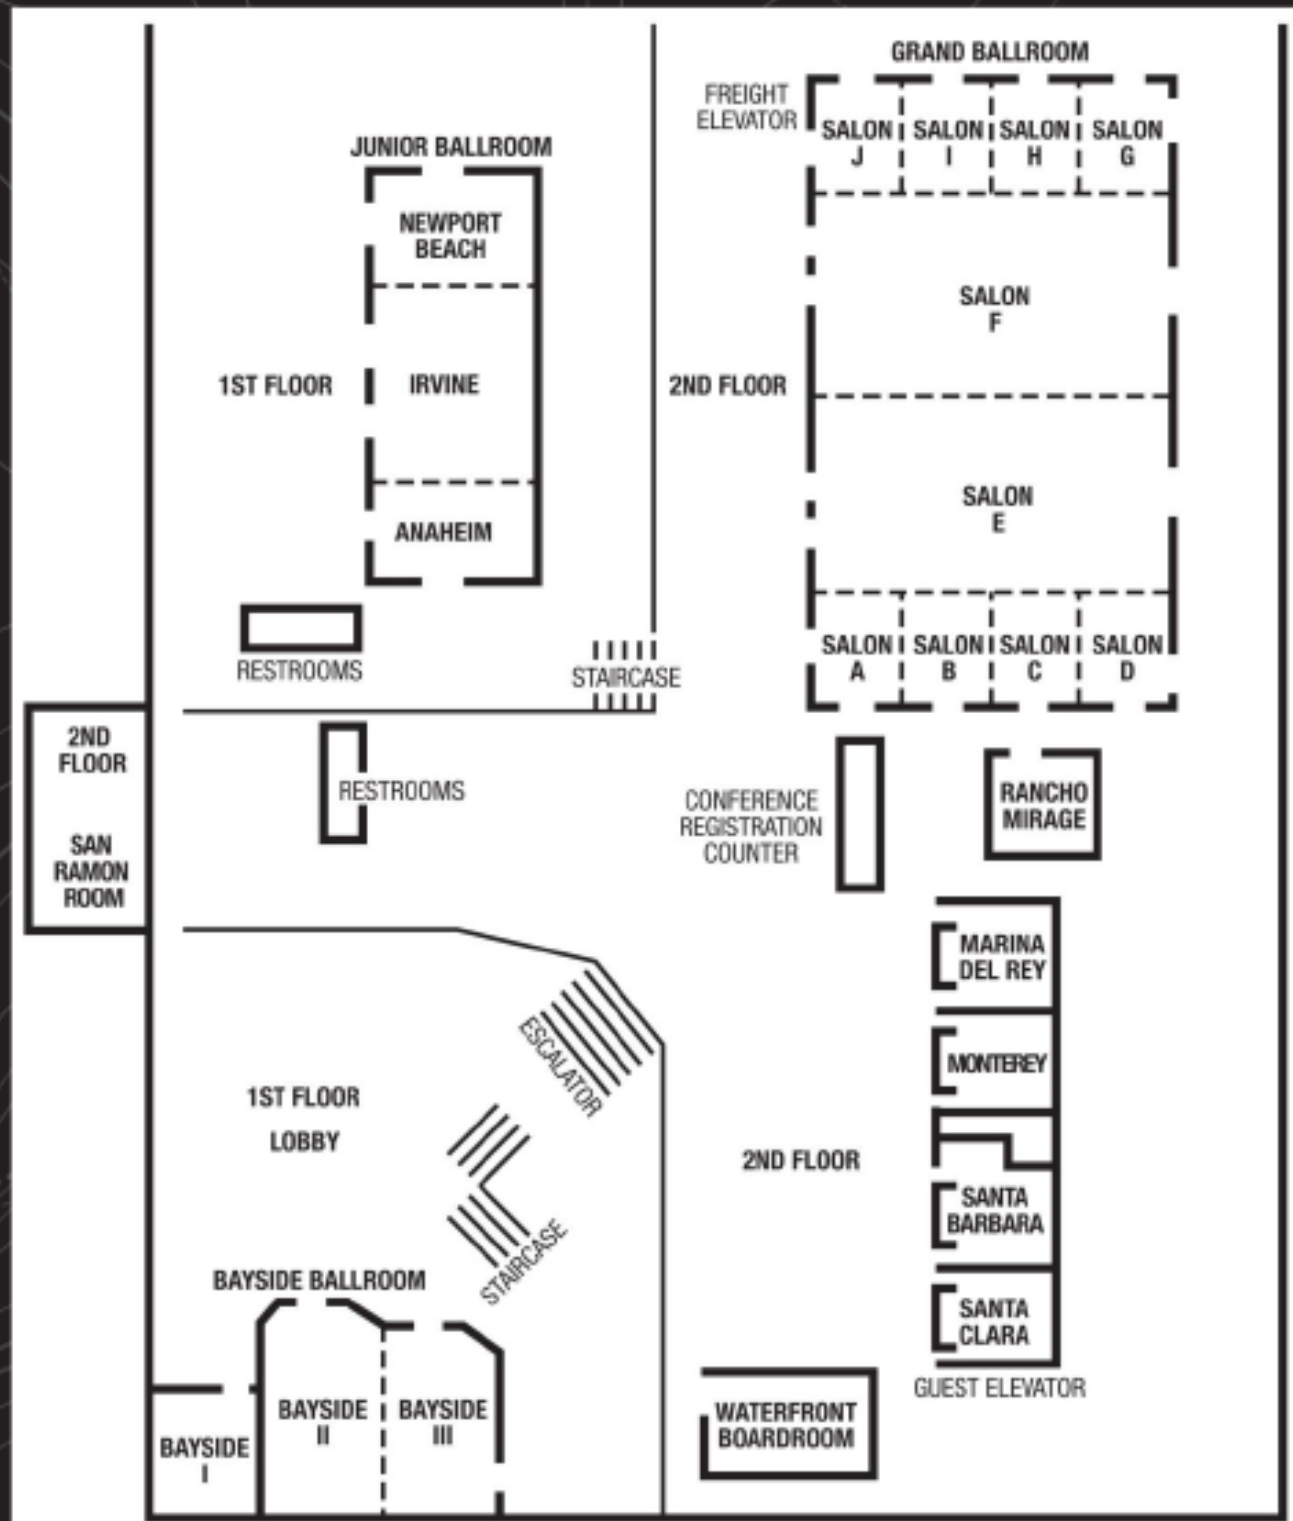 GRAND BALLROOM
FREIGHT
ELEVATOR
SALON
J
SALON
I
SALON
H
SALON
G
JUNIOR BALLROOM
NEWPORT
BEACH
SALON
F
1ST FLOOR
IRVINE
2ND FLOOR
SALON
E
ANAHEIM
RESTROOMS
STAIRCASE
SALON
A
SALON
B
SALON
C
SALON
D
2ND
FLOOR
SAN
RAMON
ROOM
RESTROOMS
CONFERENCE
REGISTRATION
COUNTER
RANCHO
MIRAGE
MARINA
DEL REY
ESCALATOR
MONTEREY
1ST FLOOR
LOBBY
2ND FLOOR
SANTA
BARBARA
STAIRCASE
BAYSIDE BALLROOM
SANTA
CLARA
GUEST ELEVATOR
BAYSIDE
I
BAYSIDE
II
BAYSIDE
III
WATERFRONT
BOARDROOM